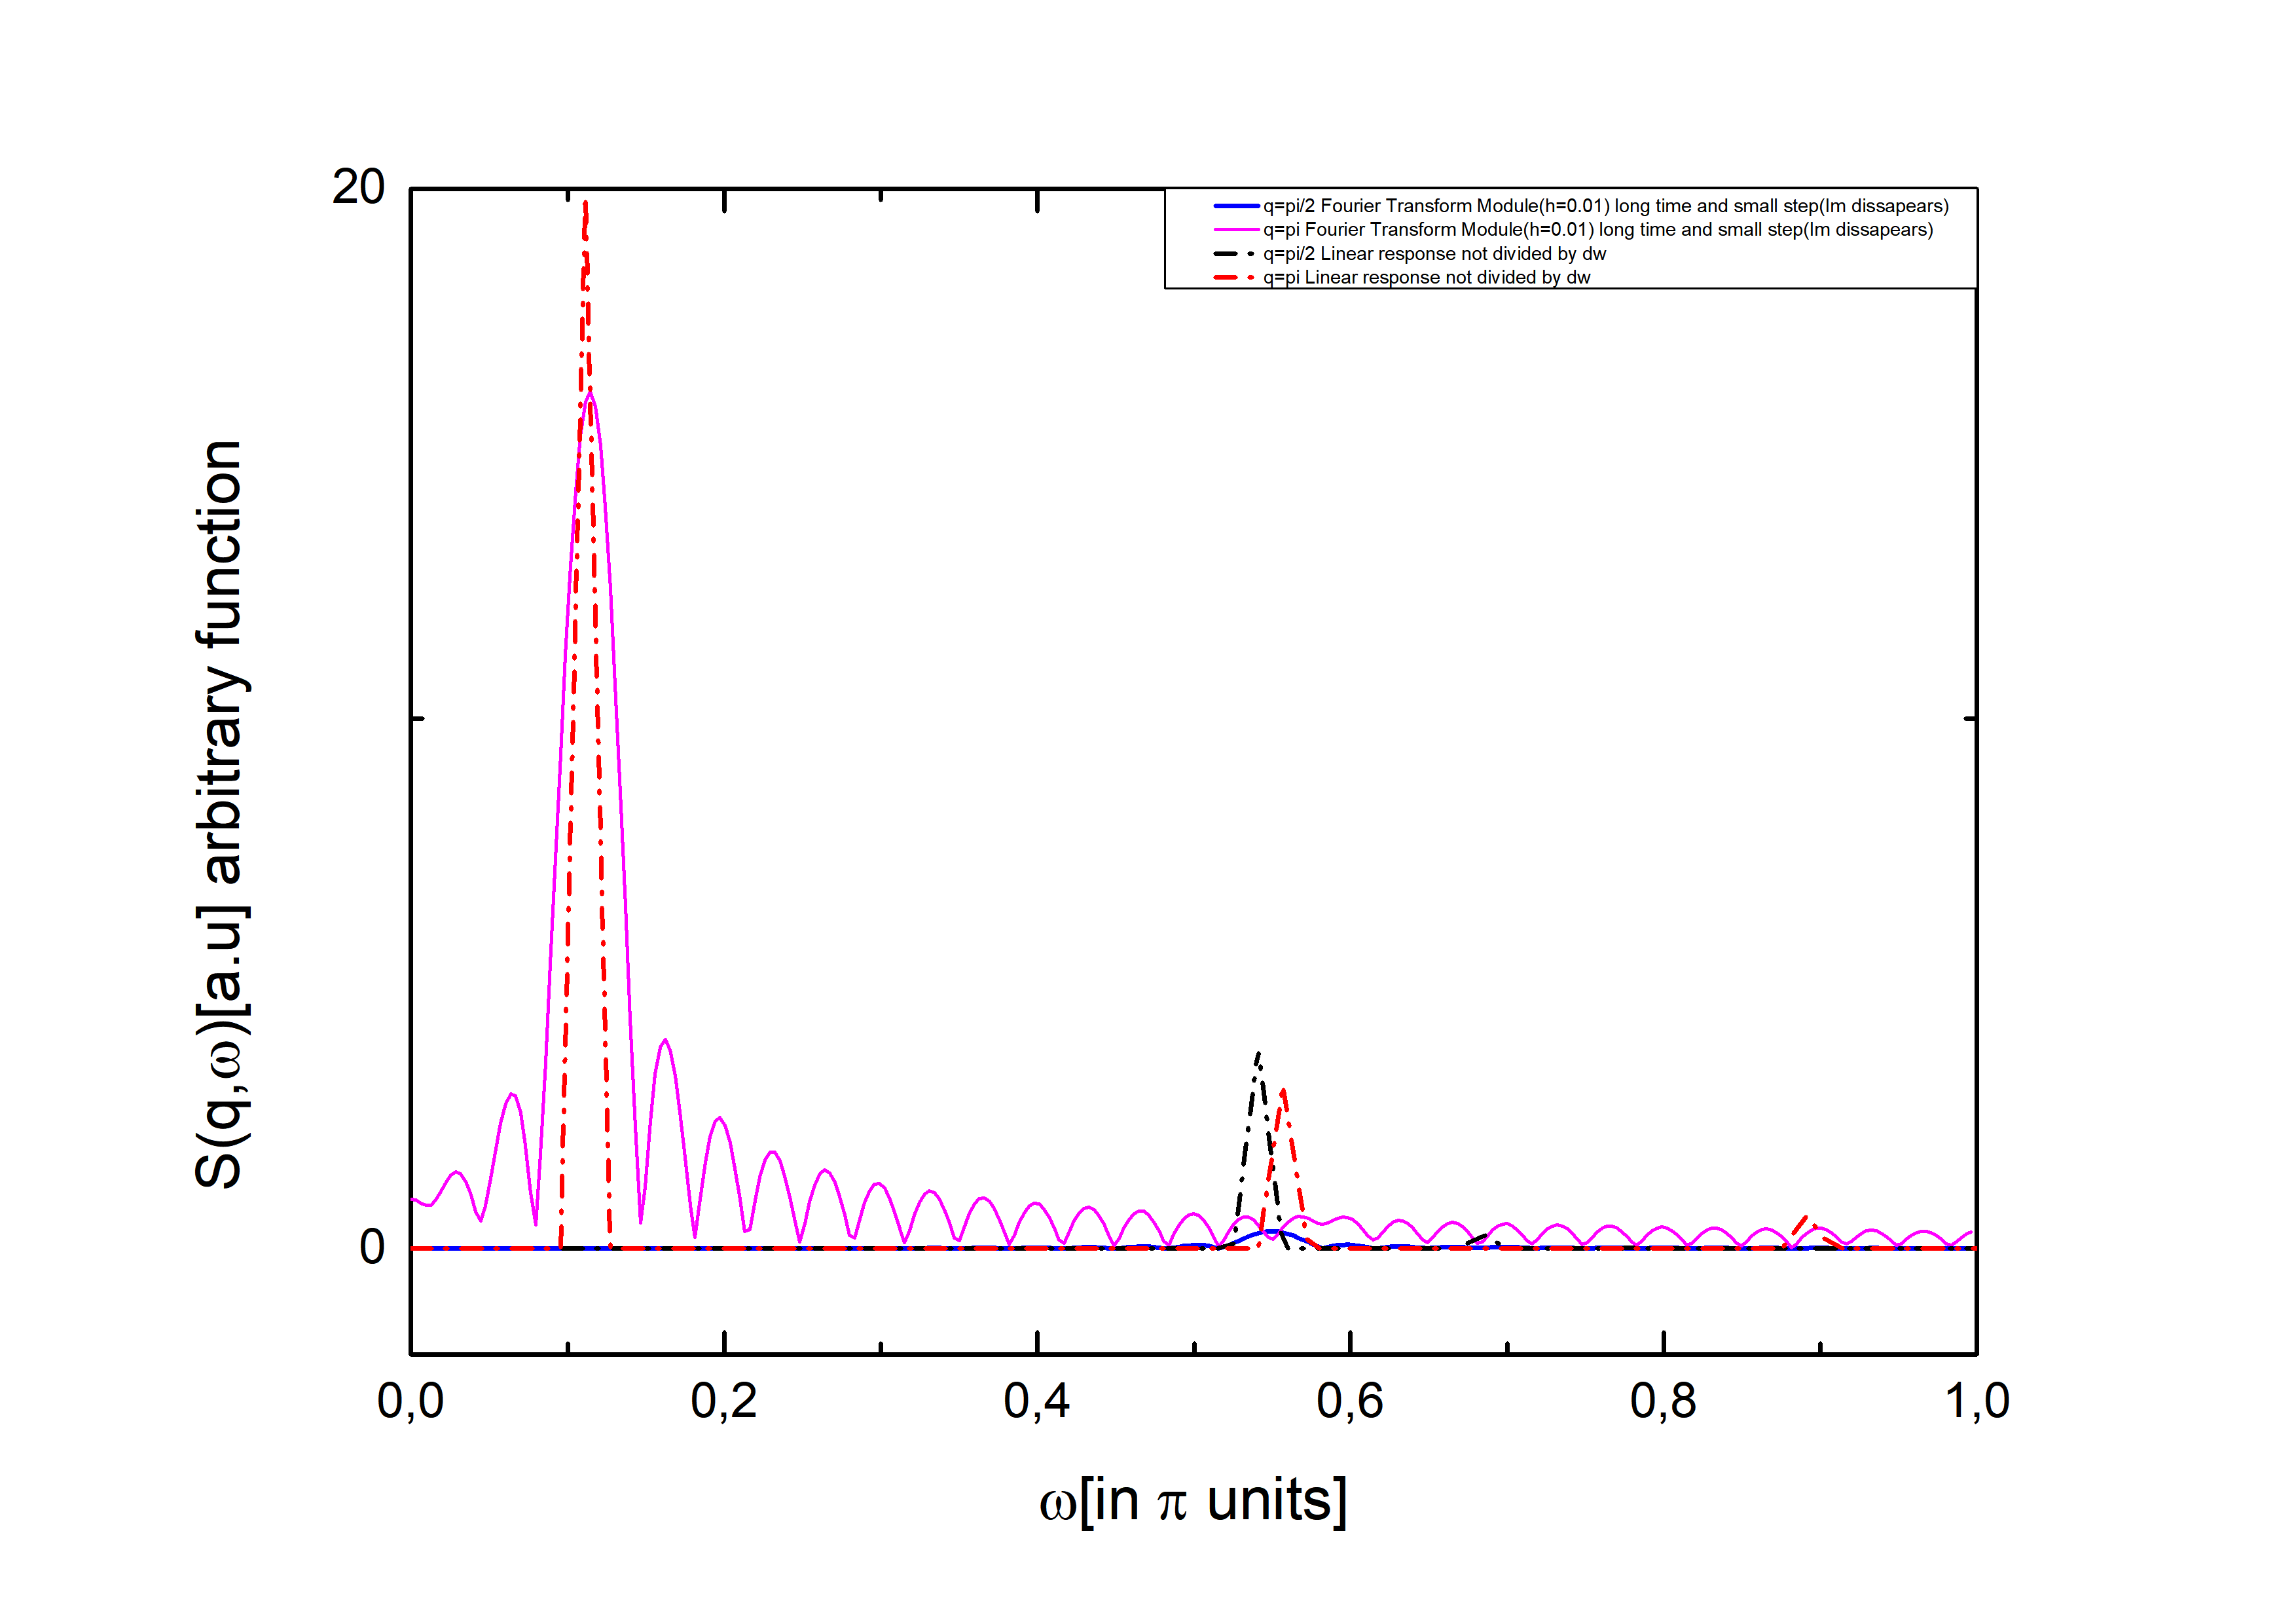 20
q=pi/2 Fourier Transform Module(h=0.01) long time and small step(Im dissapears)
q=pi Fourier Transform Module(h=0.01) long time and small step(Im dissapears)
q=pi/2 Linear response not divided by dw
q=pi Linear response not divided by dw
S(q,ω)[a.u] arbitrary function
0
0,0 0,2 0,4 0,6 0,8 1,0
ω[in π units]